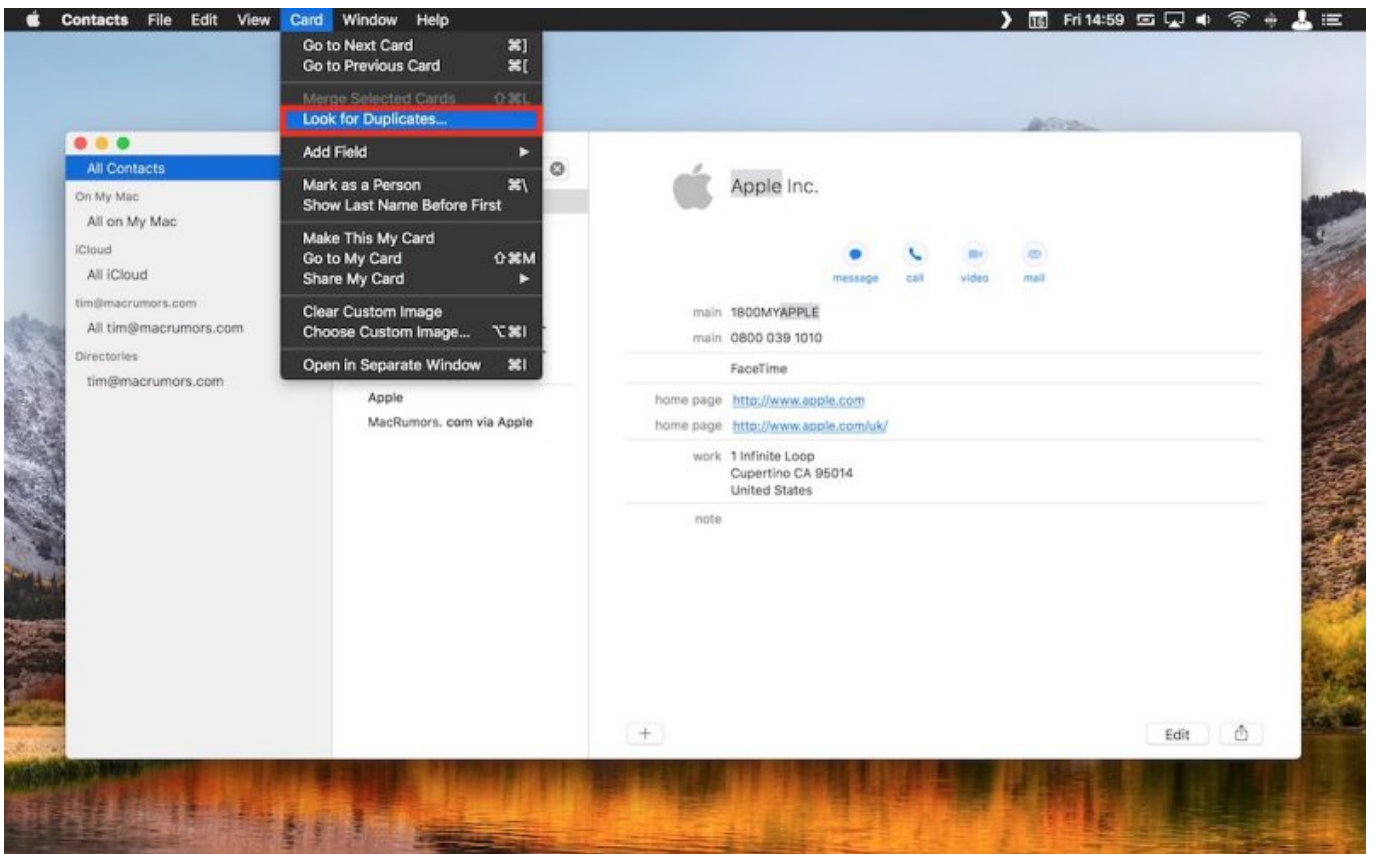 Contacts File Edit View Card Window Help
16 Fri 14:59
Go to Next Card ⌘]
Go to Previous Card ⌘[
Merge Selected Cards ⇧⌘L
Look for Duplicates...
Add Field ▶
Mark as a Person ⌘\
Show Last Name Before First
Make This My Card
Go to My Card ⇧⌘M
Share My Card ▶
Clear Custom Image
Choose Custom Image... ⌥⌘I
Open in Separate Window ⌘I
All Contacts
On My Mac
All on My Mac
iCloud
All iCloud
tim@macrumors.com
All tim@macrumors.com
Directories
tim@macrumors.com
Apple
MacRumors. com via Apple
Apple Inc.
message call video mail
main 1800MYAPPLE
main 0800 039 1010
FaceTime
home page http://www.apple.com
home page http://www.apple.com/uk/
work 1 Infinite Loop
Cupertino CA 95014
United States
note
+ Edit